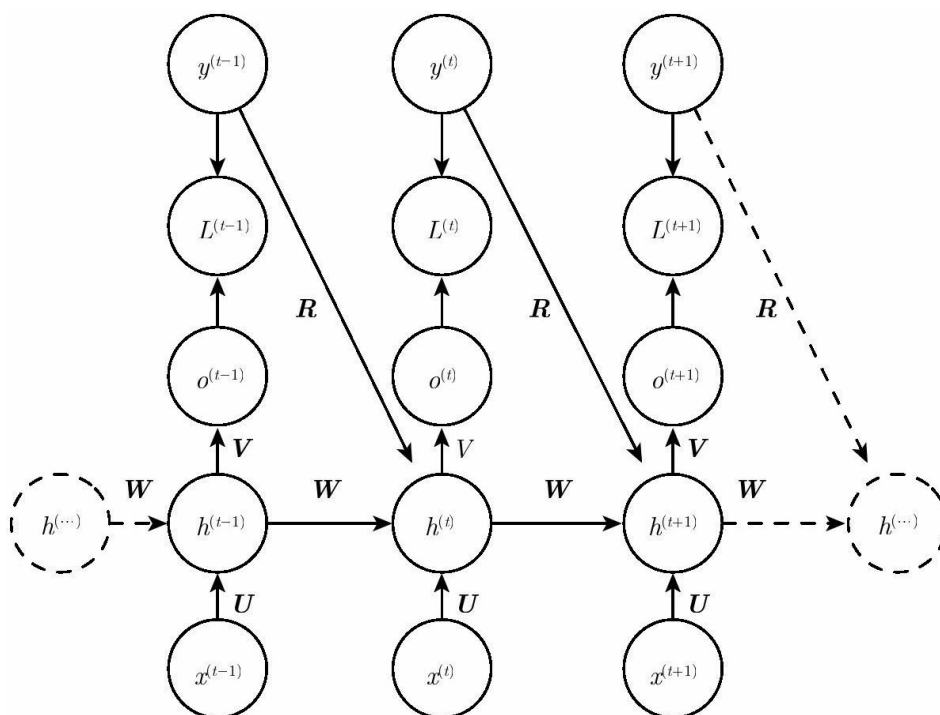 y(t−1) y(t) y(t+1)
L(t−1) L(t) L(t+1)
R R R
o(t−1) o(t) o(t+1)
V V V
W W W W
h(···) h(t−1) h(t) h(t+1) h(···)
U U U
x(t−1) x(t) x(t+1)